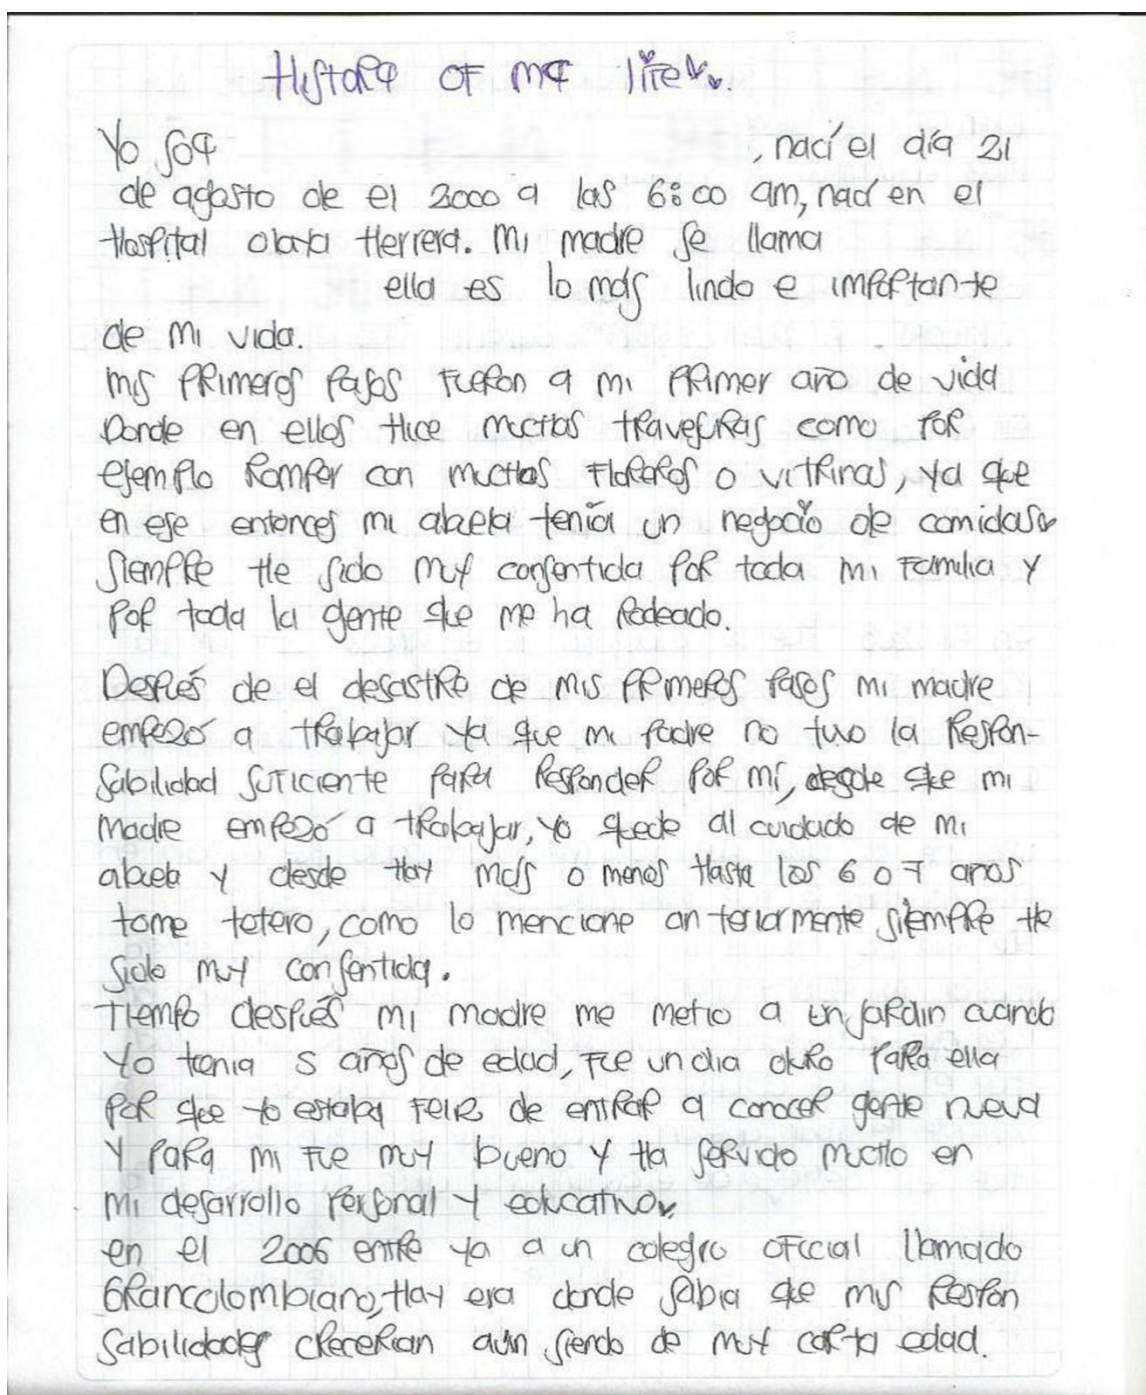 History OF my life
Yo soy , nací el día 21
de agosto de el 2000 a las 6:00 am, nací en el
Hospital olaya Herrera. Mi madre se llama
ella es lo más lindo e importante
de mi vida.
mis primeros pasos fueron a mi primer año de vida
Donde en ellos Hice muchas travesuras como por
ejemplo Romper con muchos Floreros o vitrinas, ya que
en ese entonces mi abuela tenía un negocio de comidas
siempre He sido muy consentida por toda mi Familia y
por toda la gente que me ha rodeado.
Después de el desastre de mis primeros pasos mi madre
empezó a trabajar ya que mi padre no tuvo la Respon-
sabilidad suficiente para Responder por mí, desde que mi
Madre empezó a trabajar, yo quede al cuidado de mi
abuela y desde Hay más o menos Hasta los 6 o 7 años
tome tetero, como lo mencione anteriormente siempre He
sido muy consentida.
Tiempo después mi madre me metio a un jardin cuando
yo tenia 5 años de edad, Fue un dia duro para ella
por que yo estaba Feliz de entrar a conocer gente nueva
Y para mi Fue muy bueno y Ha servido mucho en
mi desarrollo personal y educativo
en el 2006 entre ya a un colegio oficial llamado
Grancolombiano, Hay era donde sabia que mis Respon
sabilidades crecerian aún siendo de muy corta edad.